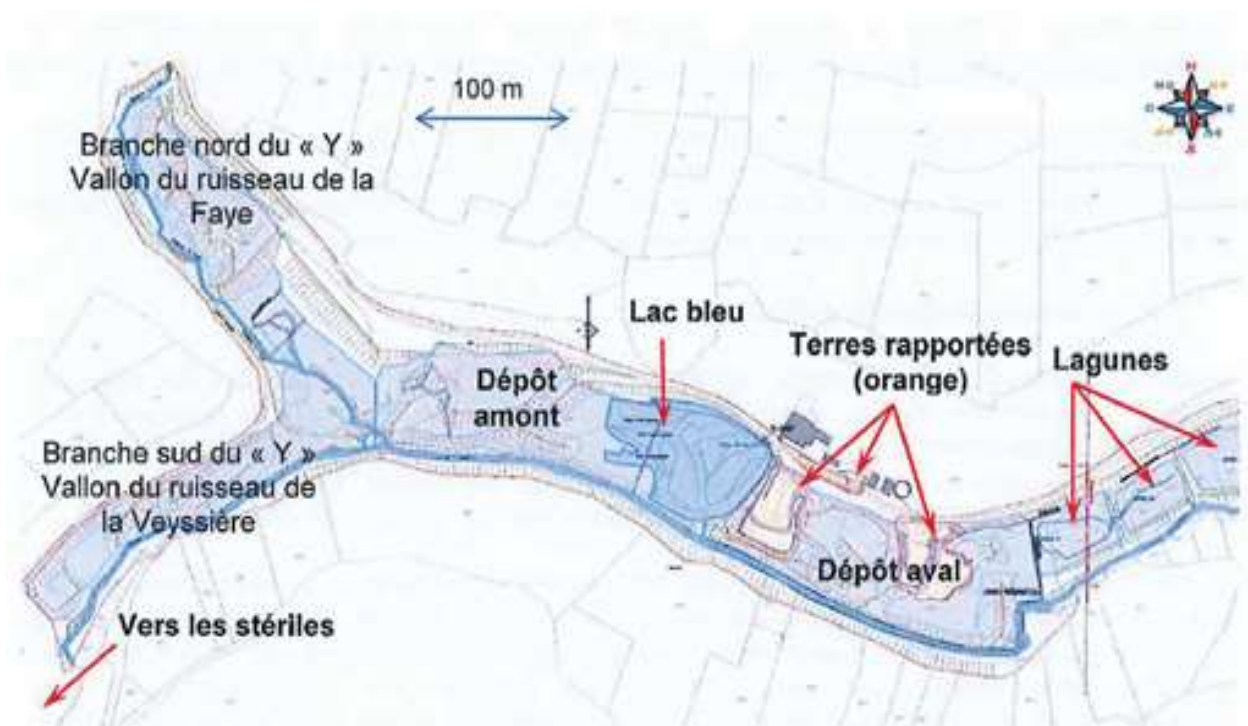 100 m
Branche nord du « Y »
Vallon du ruisseau de la
Faye
Lac bleu
Terres rapportées
(orange)
Lagunes
Dépôt
amont
Branche sud du « Y »
Vallon du ruisseau de
la Veyssière
Dépôt aval
Vers les stériles